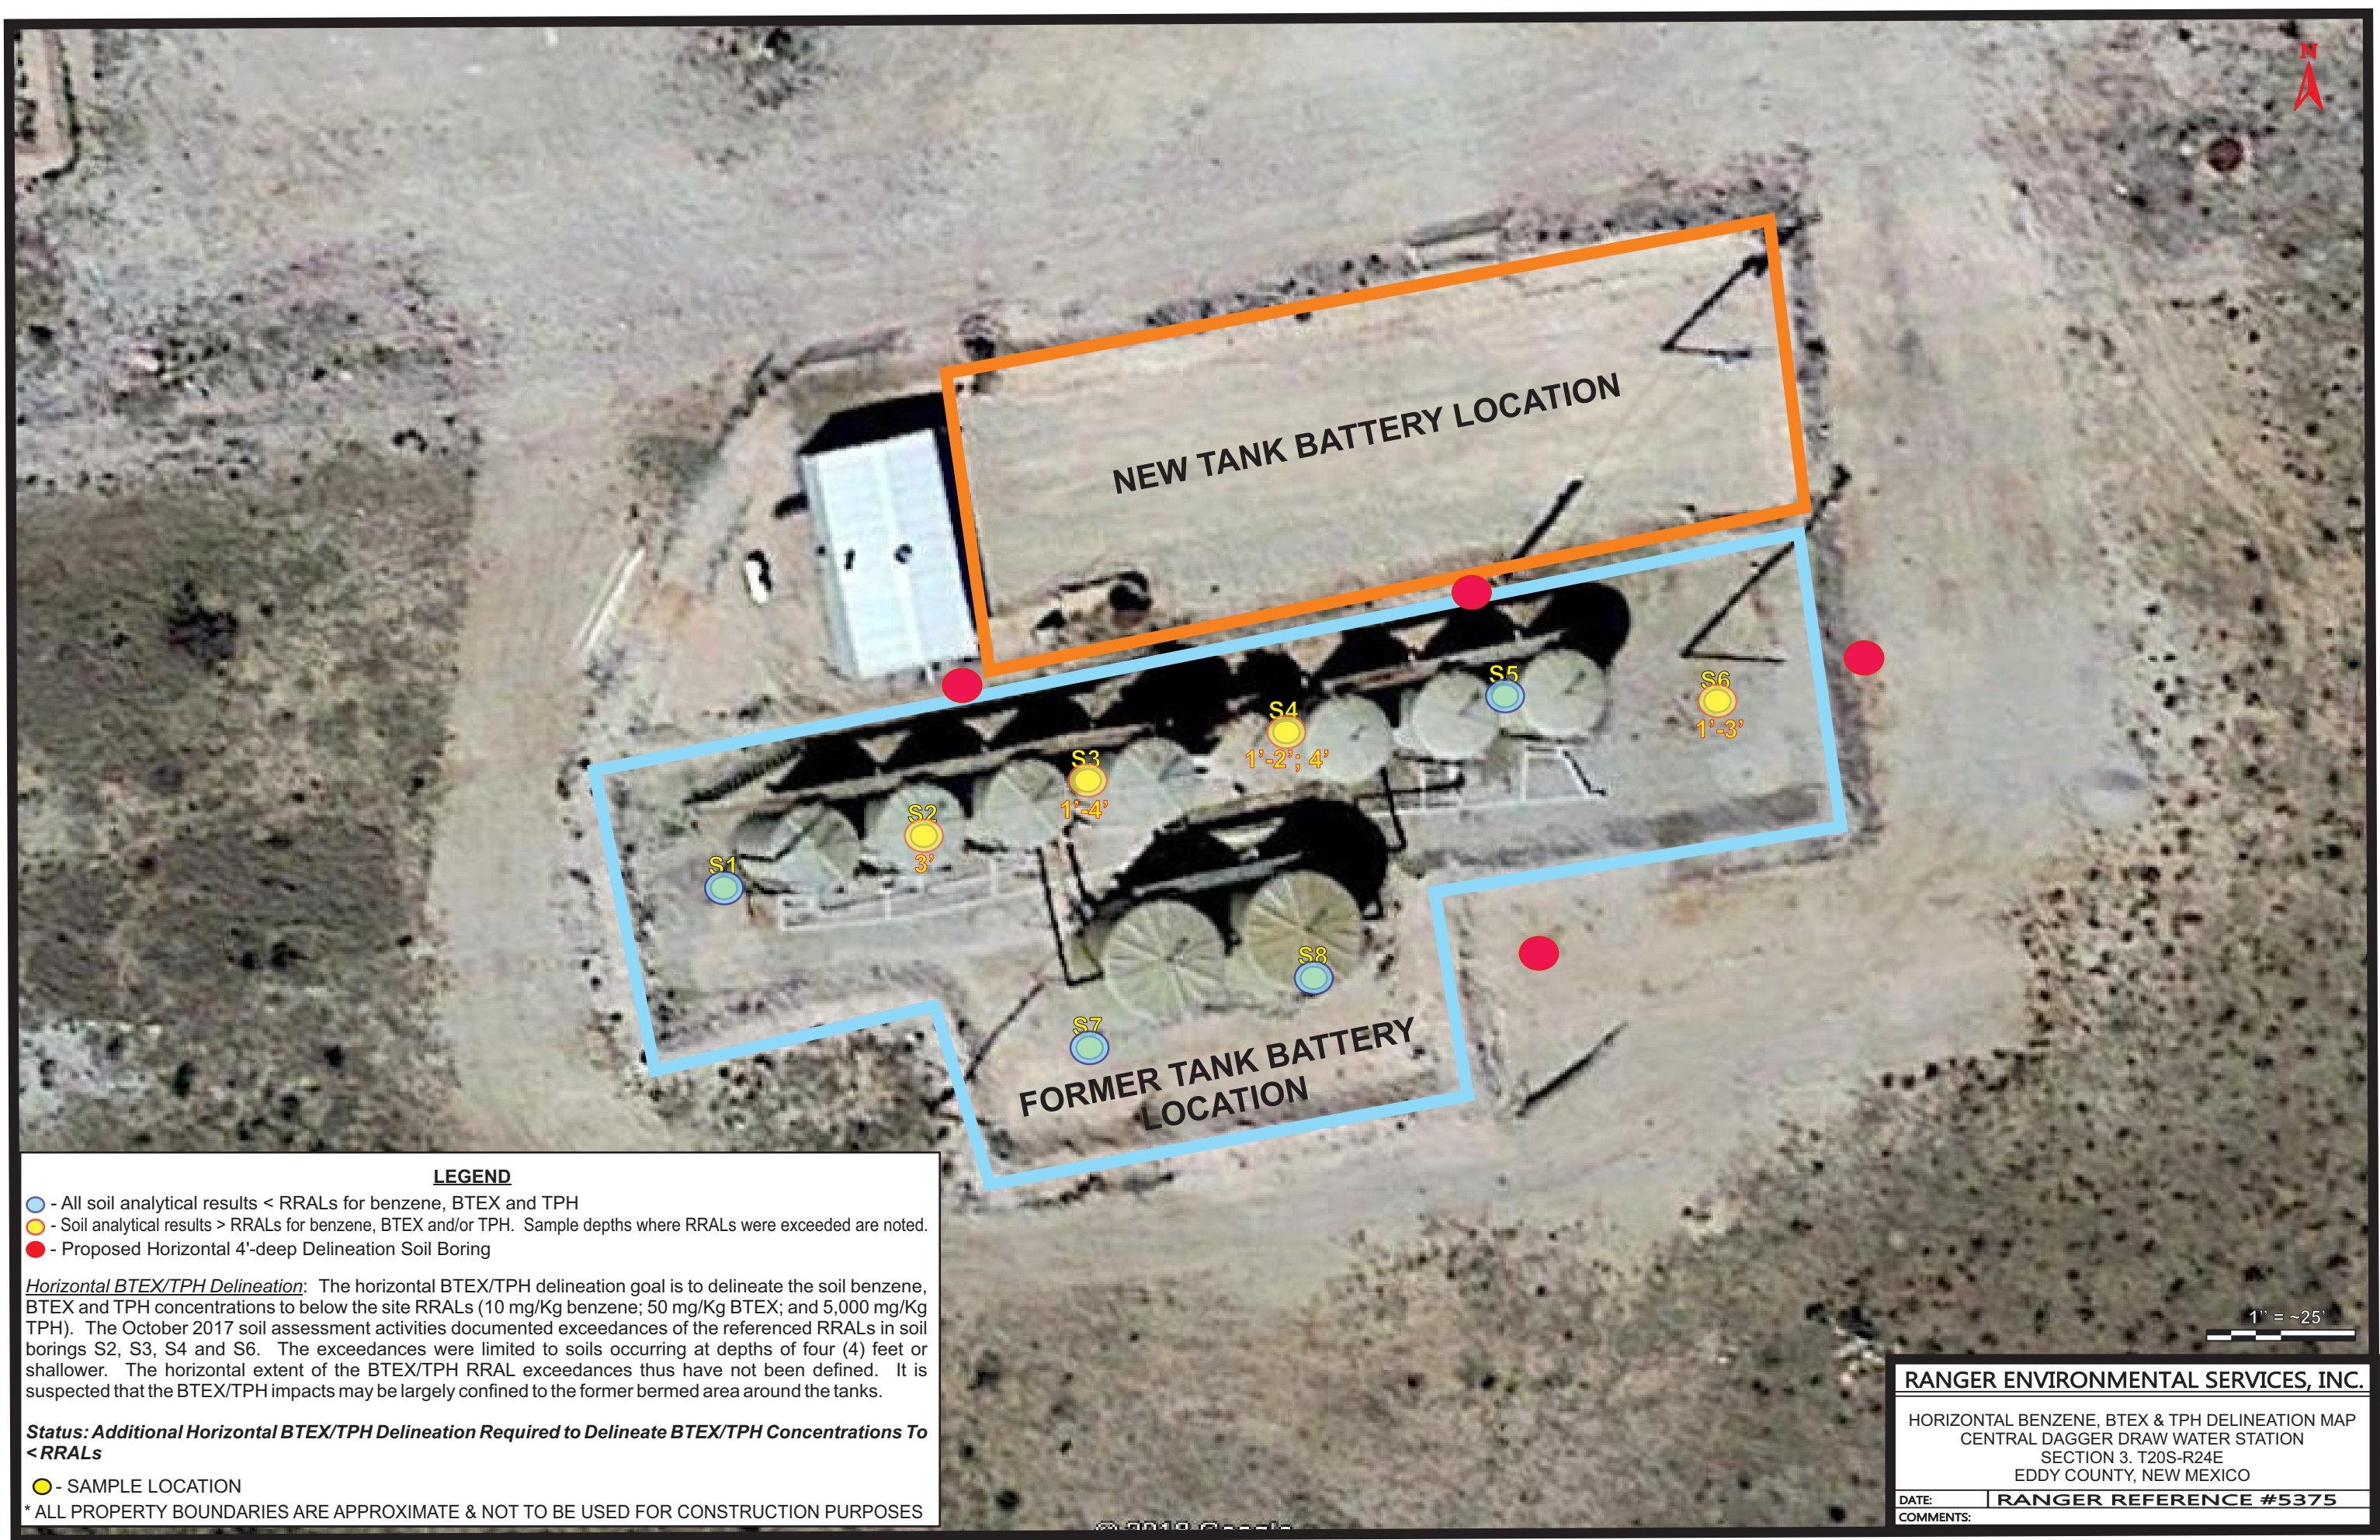 N
NEW TANK BATTERY LOCATION
S5
S6
1'-3'
S4
1'-2'; 4'
S3
1'-4'
S2
3'
S1
S8
S7
FORMER TANK BATTERY
LOCATION
LEGEND
- All soil analytical results < RRALs for benzene, BTEX and TPH
- Soil analytical results > RRALs for benzene, BTEX and/or TPH. Sample depths where RRALs were exceeded are noted.
- Proposed Horizontal 4'-deep Delineation Soil Boring
Horizontal BTEX/TPH Delineation: The horizontal BTEX/TPH delineation goal is to delineate the soil benzene,
BTEX and TPH concentrations to below the site RRALs (10 mg/Kg benzene; 50 mg/Kg BTEX; and 5,000 mg/Kg
TPH). The October 2017 soil assessment activities documented exceedances of the referenced RRALs in soil
borings S2, S3, S4 and S6. The exceedances were limited to soils occurring at depths of four (4) feet or
shallower. The horizontal extent of the BTEX/TPH RRAL exceedances thus have not been defined. It is
suspected that the BTEX/TPH impacts may be largely confined to the former bermed area around the tanks.
Status: Additional Horizontal BTEX/TPH Delineation Required to Delineate BTEX/TPH Concentrations To
< RRALs
- SAMPLE LOCATION
* ALL PROPERTY BOUNDARIES ARE APPROXIMATE & NOT TO BE USED FOR CONSTRUCTION PURPOSES
1" = ~25'
RANGER ENVIRONMENTAL SERVICES, INC.
HORIZONTAL BENZENE, BTEX & TPH DELINEATION MAP
CENTRAL DAGGER DRAW WATER STATION
SECTION 3. T20S-R24E
EDDY COUNTY, NEW MEXICO
DATE: RANGER REFERENCE #5375
COMMENTS: